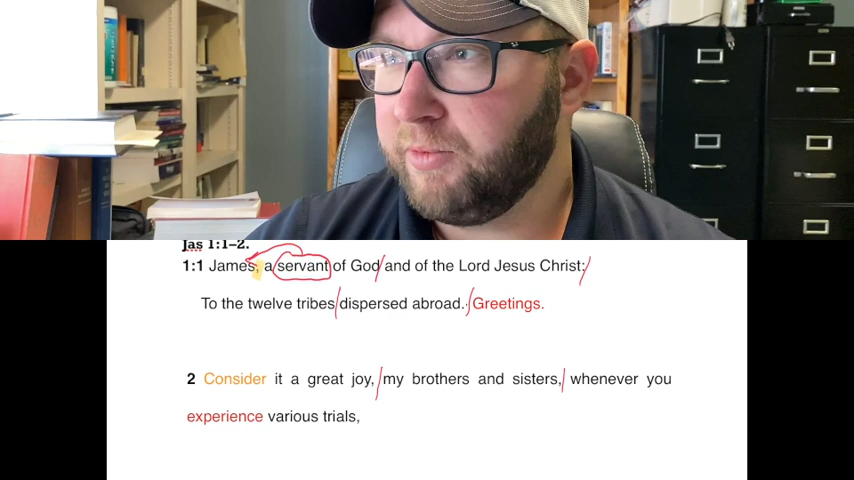 Jas 1:1–2.
1:1 James, a servant of God and of the Lord Jesus Christ:
To the twelve tribes dispersed abroad. Greetings.
2 Consider it a great joy, my brothers and sisters, whenever you
experience various trials,